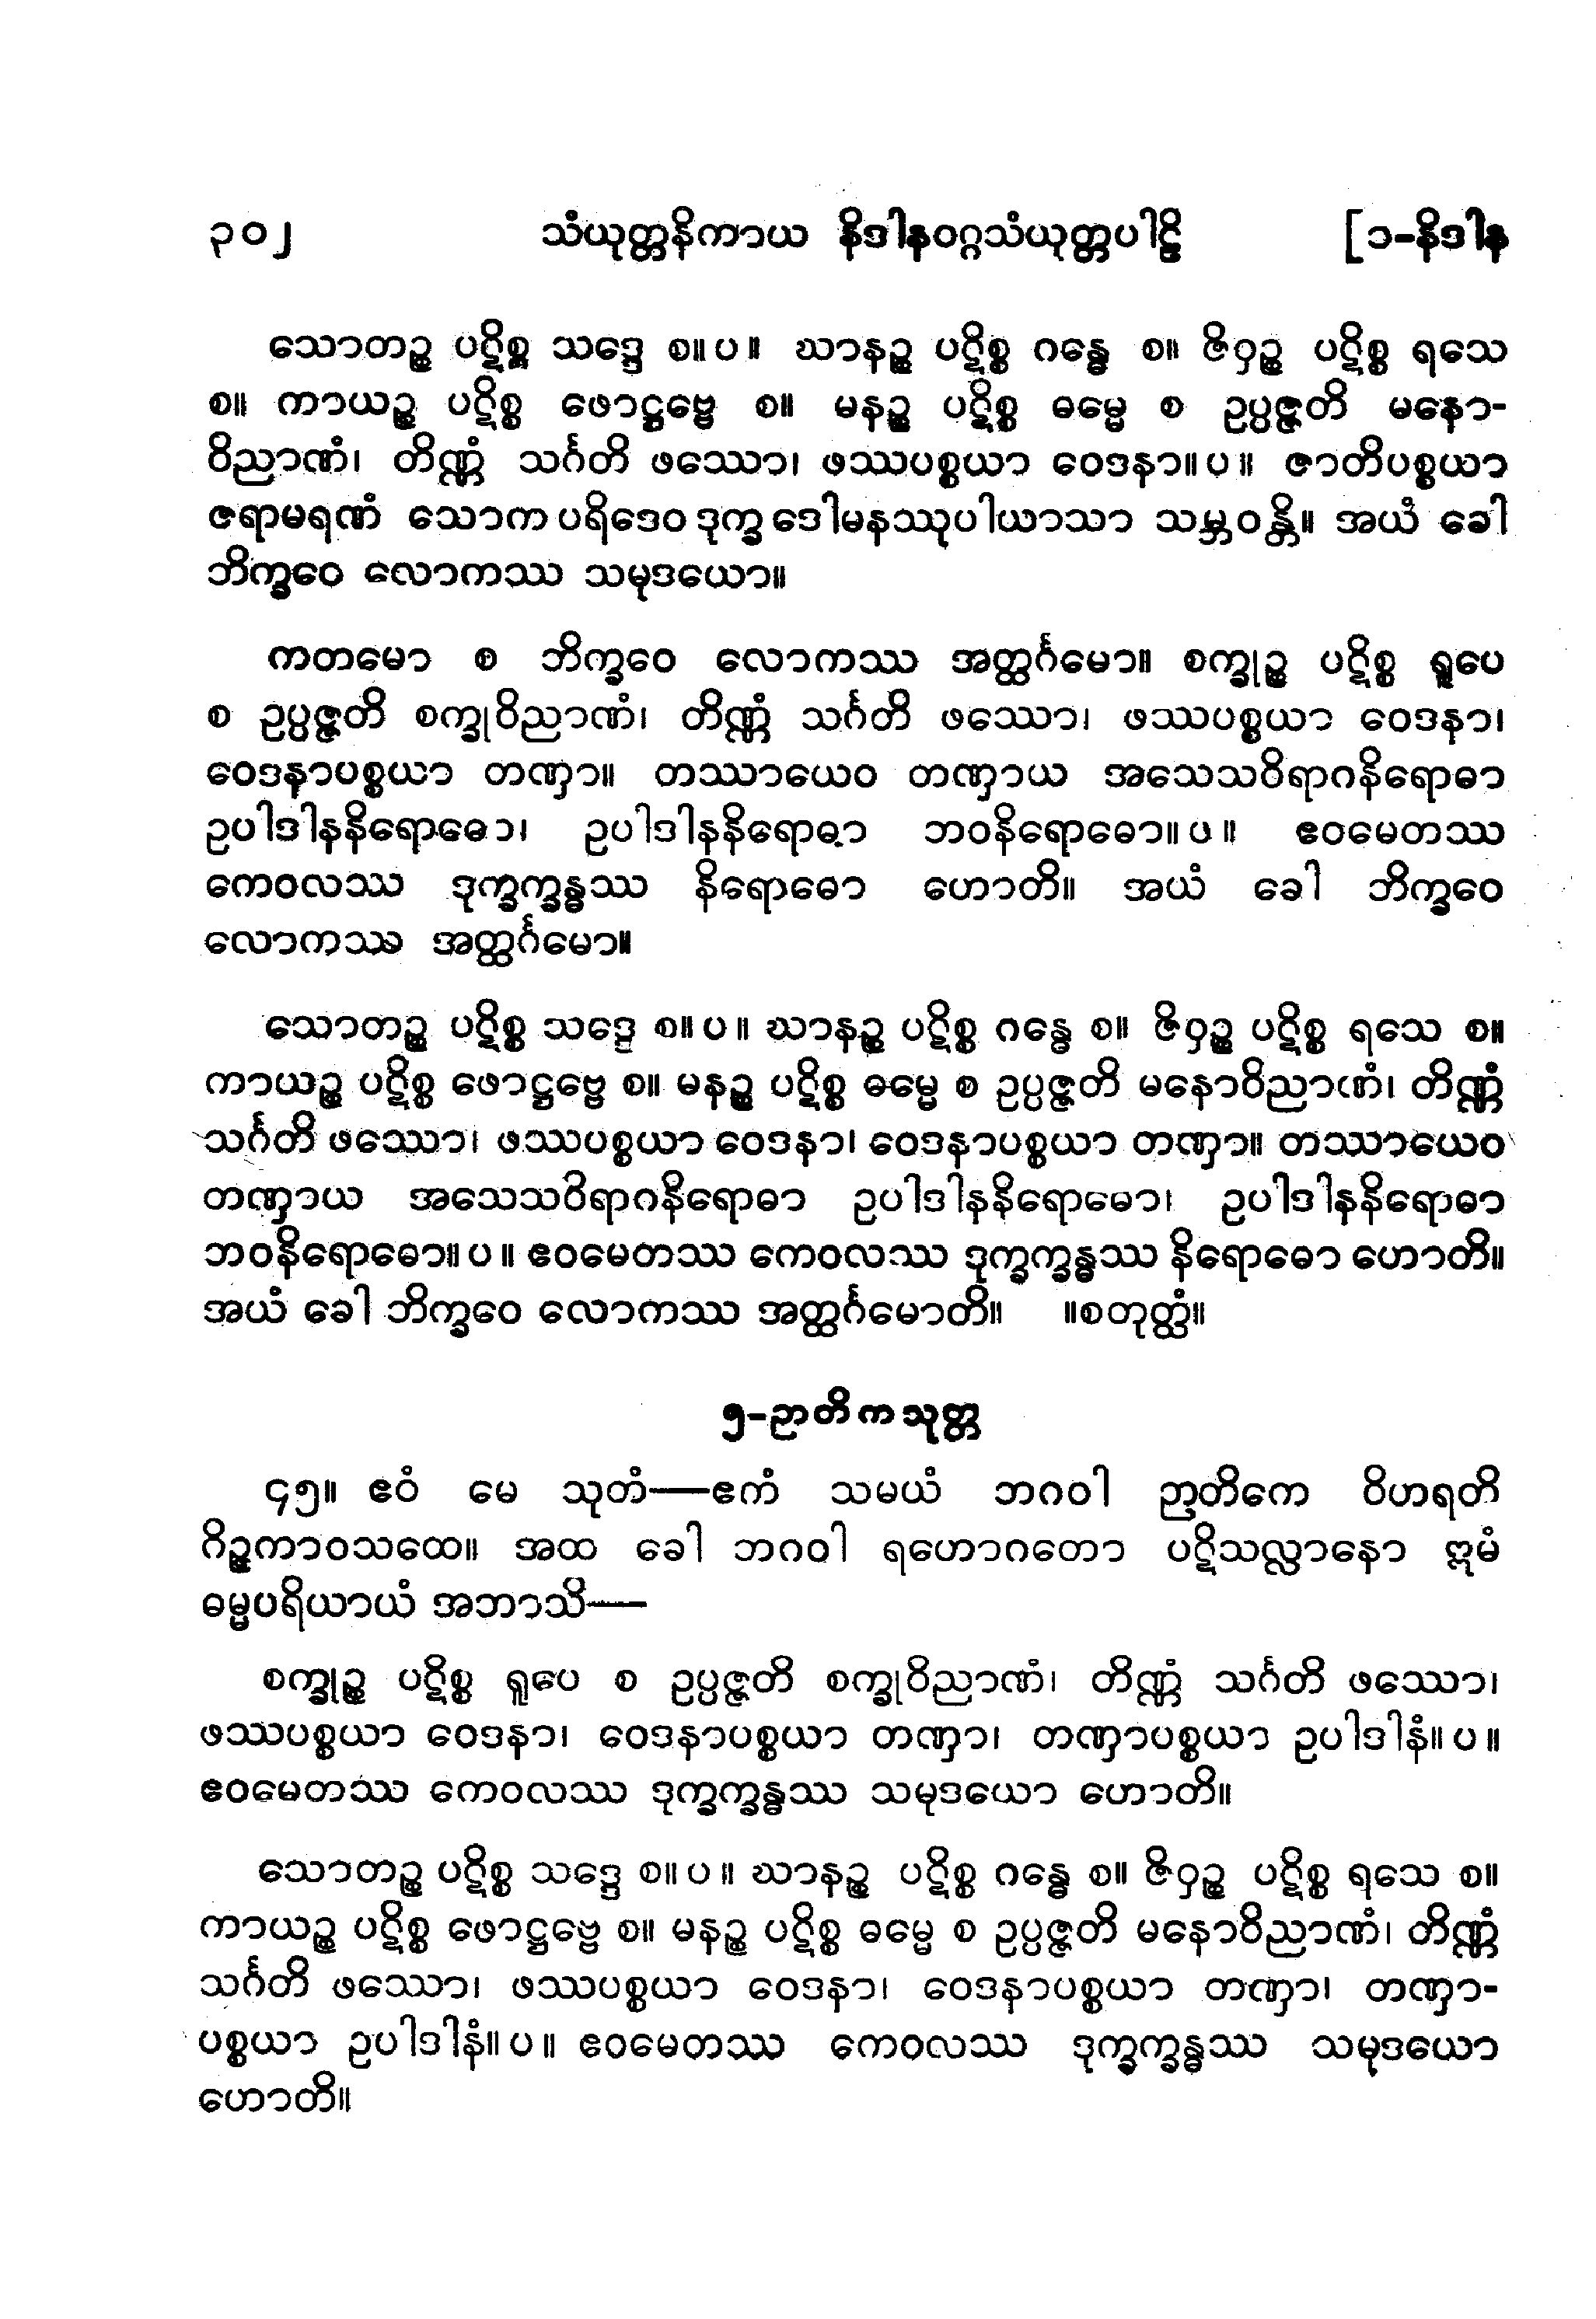 ၃၀၂ သံယုတ္တနိကာယ နိဒါနဝဂ္ဂသံယုတ္တပါဠိ [၁-နိဒါန
သောတဉ္စ ပဋိစ္စ သဒ္ဒေ စ။ပ။ ဃာနဉ္စ ပဋိစ္စ ဂန္ဓေ စ။ ဇိဝှဉ္စ ပဋိစ္စ ရသေ
စ။ ကာယဉ္စ ပဋိစ္စ ဖောဋ္ဌဗ္ဗေ စ။ မနဉ္စ ပဋိစ္စ ဓမ္မေ စ ဥပ္ပဇ္ဇတိ မနော-
ဝိညာဏံ၊ တိဏ္ဏံ သင်္ဂတိ ဖဿော၊ ဖဿပစ္စယာ ဝေဒနာ။ပ။ ဇာတိပစ္စယာ
ဇရာမရဏံ သောက ပရိဒေဝ ဒုက္ခ ဒေါမနဿုပါယာသာ သမ္ဘဝန္တိ။ အယံ ခေါ
ဘိက္ခဝေ လောကဿ သမုဒယော။
ကတမော စ ဘိက္ခဝေ လောကဿ အတ္ထင်္ဂမော။ စက္ခုဉ္စ ပဋိစ္စ ရူပေ
စ ဥပ္ပဇ္ဇတိ စက္ခုဝိညာဏံ၊ တိဏ္ဏံ သင်္ဂတိ ဖဿော၊ ဖဿပစ္စယာ ဝေဒနာ၊
ဝေဒနာပစ္စယာ တဏှာ။ တဿာယေဝ တဏှာယ အသေသဝိရာဂနိရောဓာ
ဥပါဒါနနိရောဓော၊ ဥပါဒါနနိရောဓာ ဘဝနိရောဓော။ပ။ ဧဝမေတဿ
ကေဝလဿ ဒုက္ခက္ခန္ဓဿ နိရောဓော ဟောတိ။ အယံ ခေါ ဘိက္ခဝေ
လောကဿ အတ္ထင်္ဂမော။
သောတဉ္စ ပဋိစ္စ သဒ္ဒေ စ။ပ။ ဃာနဉ္စ ပဋိစ္စ ဂန္ဓေ စ။ ဇိဝှဉ္စ ပဋိစ္စ ရသေ စ။
ကာယဉ္စ ပဋိစ္စ ဖောဋ္ဌဗ္ဗေ စ။ မနဉ္စ ပဋိစ္စ ဓမ္မေ စ ဥပ္ပဇ္ဇတိ မနောဝိညာဏံ၊ တိဏ္ဏံ
သင်္ဂတိ ဖဿော၊ ဖဿပစ္စယာ ဝေဒနာ၊ ဝေဒနာပစ္စယာ တဏှာ။ တဿာယေဝ
တဏှာယ အသေသဝိရာဂနိရောဓာ ဥပါဒါနနိရောဓော၊ ဥပါဒါနနိရောဓာ
ဘဝနိရောဓော။ပ။ ဧဝမေတဿ ကေဝလဿ ဒုက္ခက္ခန္ဓဿ နိရောဓော ဟောတိ။
အယံ ခေါ ဘိက္ခဝေ လောကဿ အတ္ထင်္ဂမောတိ။ ။စတုတ္ထံ။
၅-ဉာတိကသုတ္တ
၄၅။ ဧဝံ မေ သုတံ—ဧကံ သမယံ ဘဂဝါ ဉာတိကေ ဝိဟရတိ
ဂိဉ္ဇကာဝသထေ။ အထ ခေါ ဘဂဝါ ရဟောဂတော ပဋိသလ္လာနော ဣမံ
ဓမ္မပရိယာယံ အဘာသိ—
စက္ခုဉ္စ ပဋိစ္စ ရူပေ စ ဥပ္ပဇ္ဇတိ စက္ခုဝိညာဏံ၊ တိဏ္ဏံ သင်္ဂတိ ဖဿော၊
ဖဿပစ္စယာ ဝေဒနာ၊ ဝေဒနာပစ္စယာ တဏှာ၊ တဏှာပစ္စယာ ဥပါဒါနံ။ပ။
ဧဝမေတဿ ကေဝလဿ ဒုက္ခက္ခန္ဓဿ သမုဒယော ဟောတိ။
သောတဉ္စ ပဋိစ္စ သဒ္ဒေ စ။ပ။ ဃာနဉ္စ ပဋိစ္စ ဂန္ဓေ စ။ ဇိဝှဉ္စ ပဋိစ္စ ရသေ စ။
ကာယဉ္စ ပဋိစ္စ ဖောဋ္ဌဗ္ဗေ စ။ မနဉ္စ ပဋိစ္စ ဓမ္မေ စ ဥပ္ပဇ္ဇတိ မနောဝိညာဏံ၊ တိဏ္ဏံ
သင်္ဂတိ ဖဿော၊ ဖဿပစ္စယာ ဝေဒနာ၊ ဝေဒနာပစ္စယာ တဏှာ၊ တဏှာ-
ပစ္စယာ ဥပါဒါနံ။ပ။ ဧဝမေတဿ ကေဝလဿ ဒုက္ခက္ခန္ဓဿ သမုဒယော
ဟောတိ။